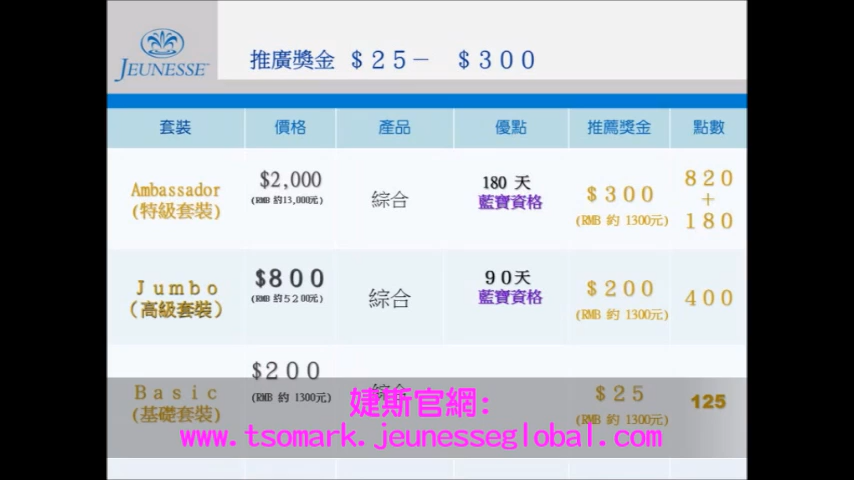 JEUNESSE
推廣獎金 $25－ $300
套裝 價格 產品 優點 推薦獎金 點數
Ambassador
(特級套裝)
$2,000
(RMB 約13,000元)
綜合
180 天
藍寶資格
$300
(RMB 約 1300元)
820
＋
180
Jumbo
(高級套裝)
$800
(RMB 約5200元)
綜合
90天
藍寶資格
$200
(RMB 約 1300元)
400
Basic
(基礎套裝)
$200
(RMB 約 1300元)
綜合
$25
(RMB 約 1300元)
125
婕斯官網:
www.tsomark.jeunesseglobal.com